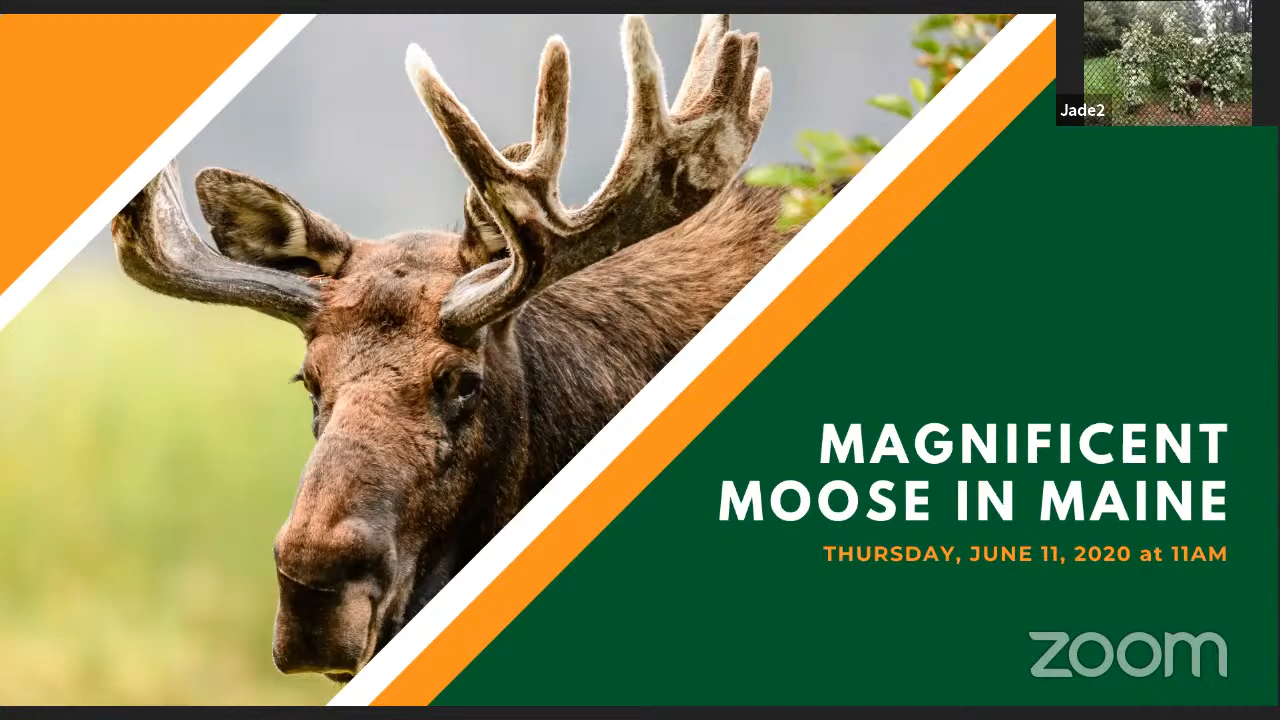 Jade2
MAGNIFICENT
MOOSE IN MAINE
THURSDAY, JUNE 11, 2020 at 11AM
zoom